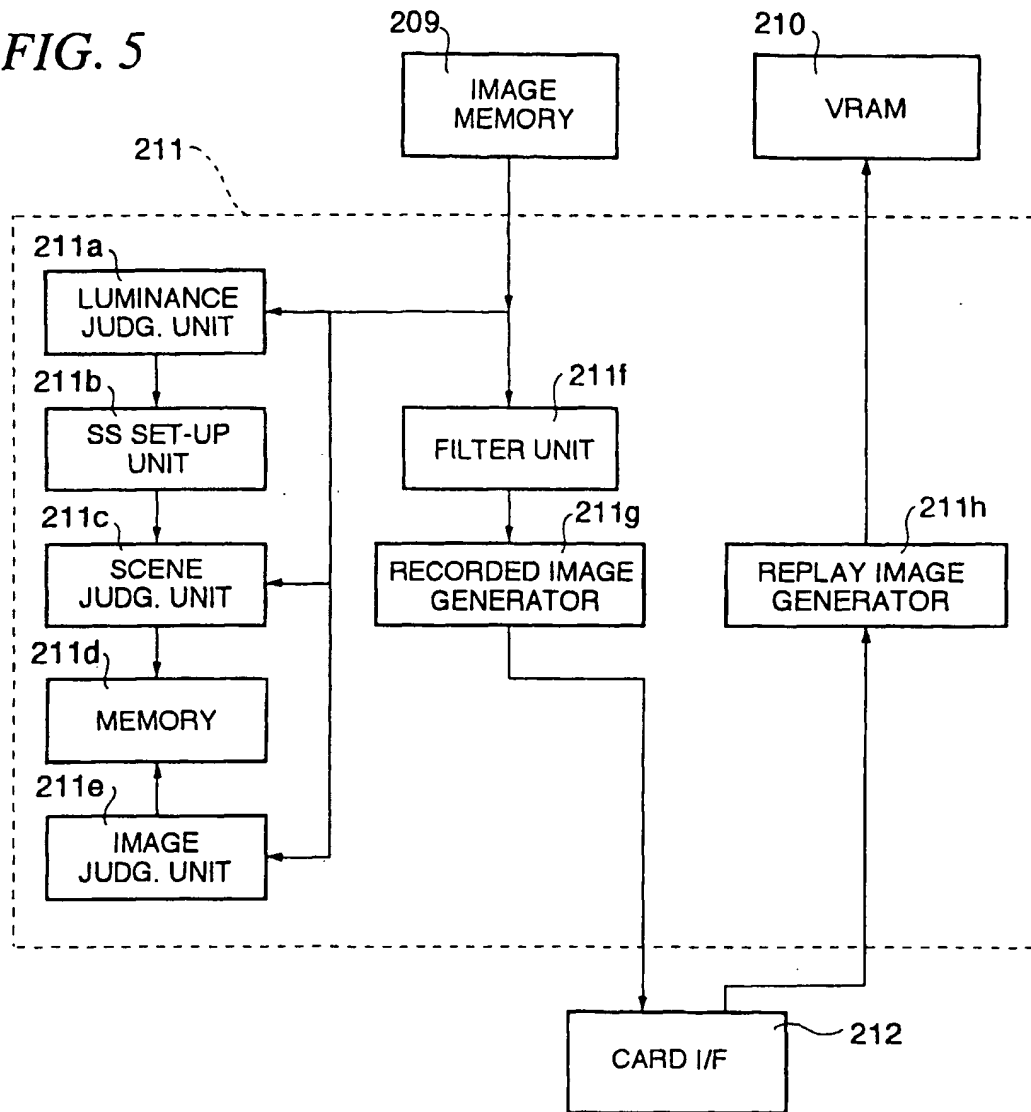 FIG. 5
209
IMAGE
MEMORY
210
VRAM
211
211a
LUMINANCE
JUDG. UNIT
211b
SS SET-UP
UNIT
211c
SCENE
JUDG. UNIT
211d
MEMORY
211e
IMAGE
JUDG. UNIT
211f
FILTER UNIT
211g
RECORDED IMAGE
GENERATOR
211h
REPLAY IMAGE
GENERATOR
212
CARD I/F